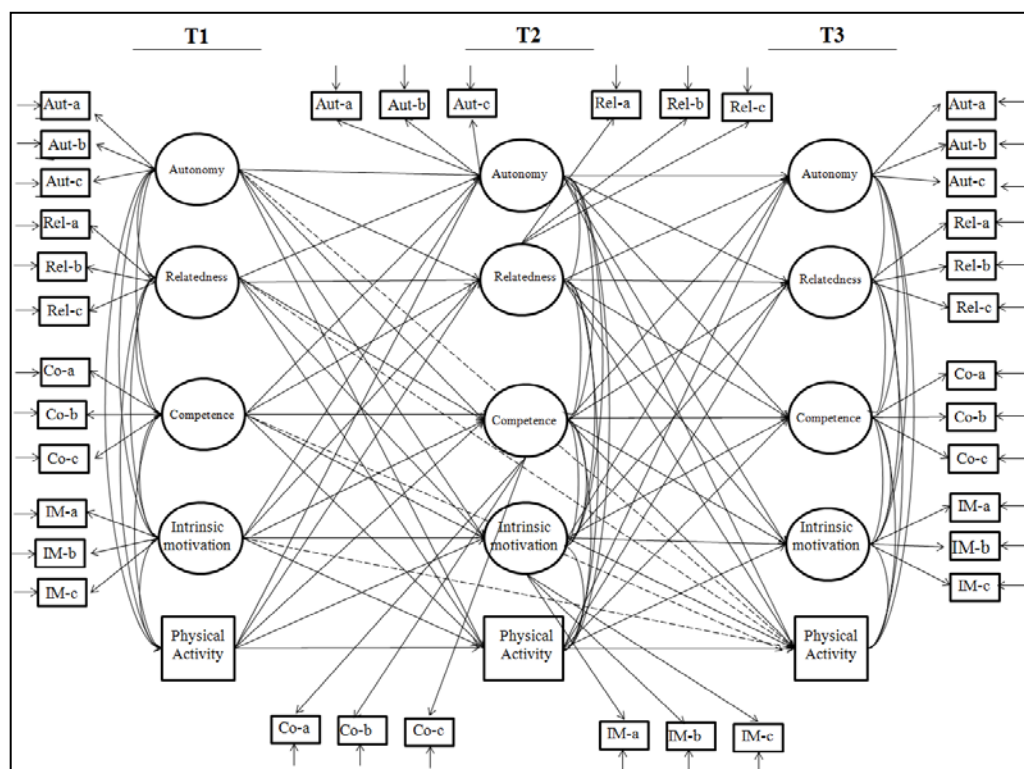 T1
T2
T3
Aut-a
Aut-b
Aut-c
Rel-a
Rel-b
Rel-c
Co-a
Co-b
Co-c
IM-a
IM-b
IM-c
Autonomy
Relatedness
Competence
Intrinsic
motivation
Physical
Activity
Aut-a
Aut-b
Aut-c
Rel-a
Rel-b
Rel-c
Autonomy
Relatedness
Competence
Intrinsic
motivation
Physical
Activity
Co-a
Co-b
Co-c
IM-a
IM-b
IM-c
Autonomy
Relatedness
Competence
Intrinsic
motivation
Physical
Activity
Aut-a
Aut-b
Aut-c
Rel-a
Rel-b
Rel-c
Co-a
Co-b
Co-c
IM-a
IM-b
IM-c